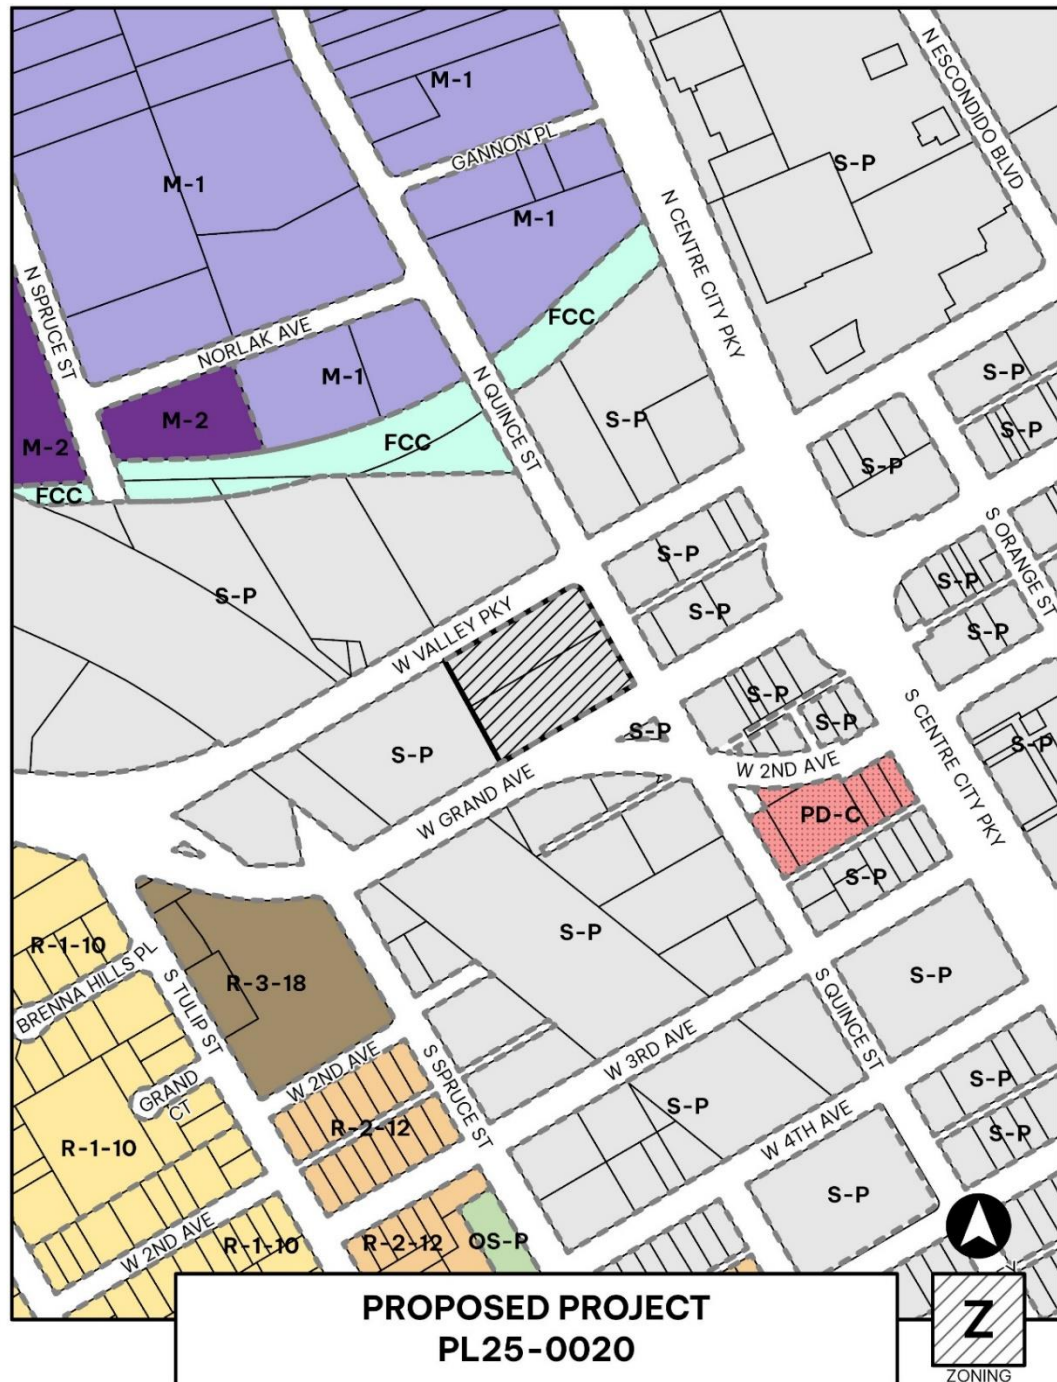 N ESCONDIDO BLVD
M-1
GANNON PL
S-P
M-1
M-1
N CENTRE CITY PKY
N SPRUCE ST
FCC
NORLAK AVE
M-1
S-P
N QUINCE ST
S-P
M-2
S-P
M-2
FCC
S-P
FCC
S ORANGE ST
S-P
S-P
S-P
W VALLEY PKY
S-P
S-P
S-P
S-P
S-P
S-P
S-P
S CENTRE CITY PKY
S-P
W 2ND AVE
W GRAND AVE
PD-C
S-P
S-P
R-1-10
BRENNA HILLS PL
S TULIP ST
R-3-18
S-P
S QUINCE ST
W 3RD AVE
W 2ND AVE
S SPRUCE ST
GRAND
CT
S-P
S-P
R-2-12
W 4TH AVE
S-P
R-1-10
S-P
W 2ND AVE
R-1-10
R-2-12
OS-P
PROPOSED PROJECT
PL25-0020
Z
ZONING